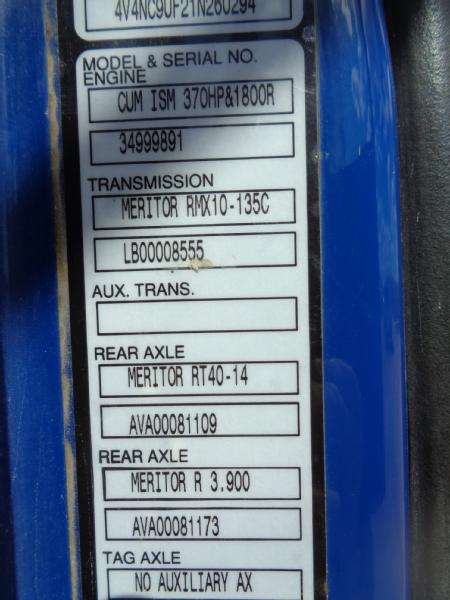 4V4NC9UF21N260294
MODEL & SERIAL NO.
ENGINE
CUM ISM 370HP&1800R
34999891
TRANSMISSION
MERITOR RMX10-135C
LB00008555
AUX. TRANS.
REAR AXLE
MERITOR RT40-14
AVA00081109
REAR AXLE
MERITOR R 3.900
AVA00081173
TAG AXLE
NO AUXILIARY AX